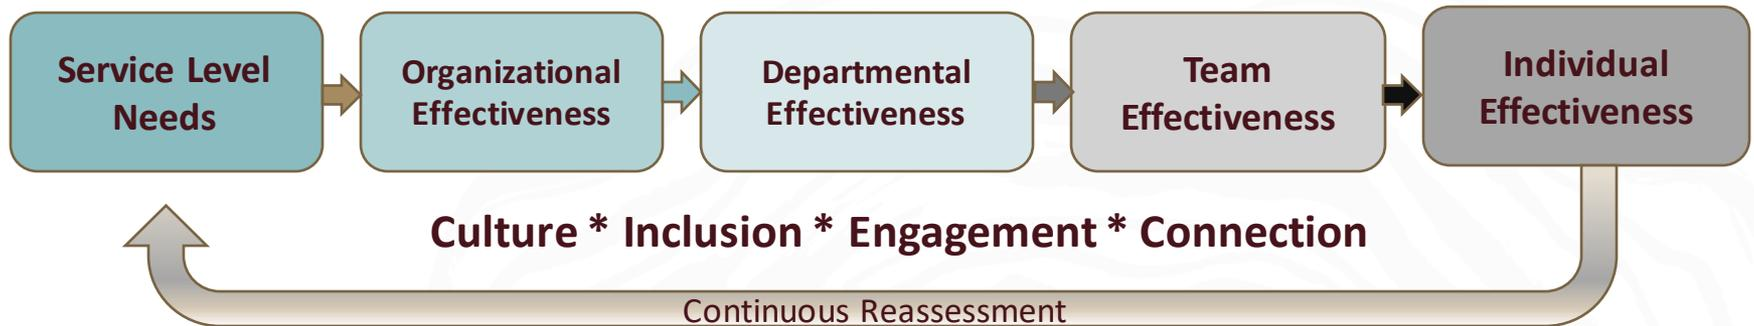 Service Level
Needs
Organizational
Effectiveness
Departmental
Effectiveness
Team
Effectiveness
Individual
Effectiveness
Culture * Inclusion * Engagement * Connection
Continuous Reassessment